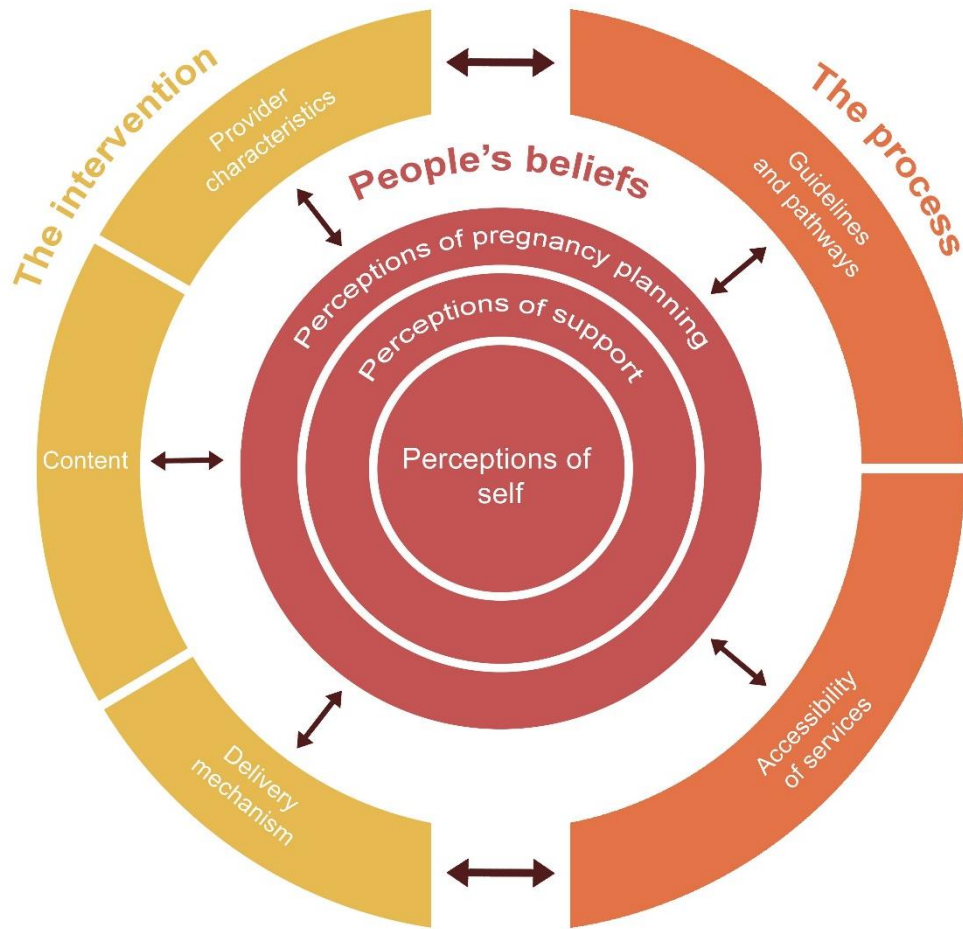 The intervention
Provider
characteristics
Content
Delivery
mechanism
People's beliefs
Perceptions of pregnancy planning
Perceptions of support
Perceptions of
self
The process
Guidelines
and pathways
Accessibility
of services